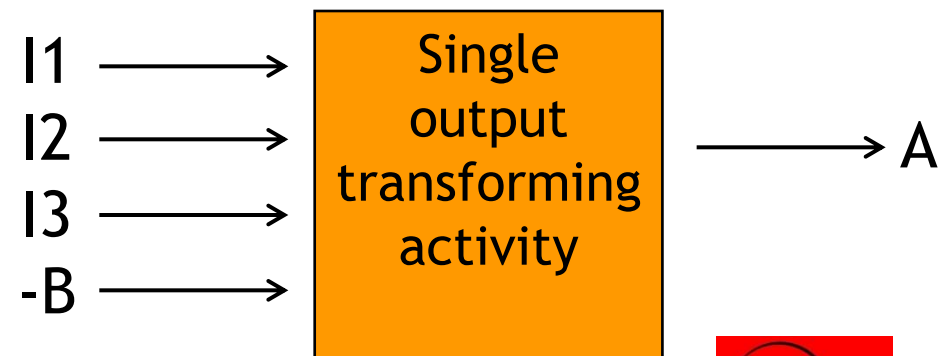 I1
I2
I3
-B
Single
output
transforming
activity
A